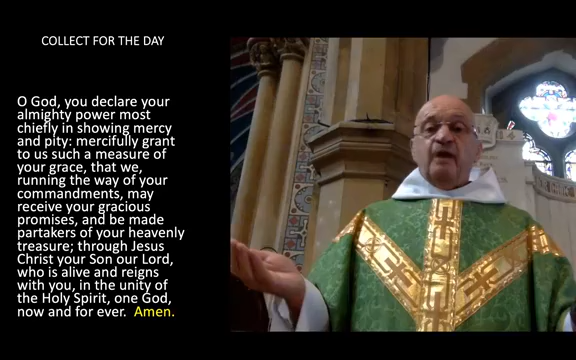 COLLECT FOR THE DAY
O God, you declare your
almighty power most
chiefly in showing mercy
and pity: mercifully grant
to us such a measure of
your grace, that we,
running the way of your
commandments, may
receive your gracious
promises, and be made
partakers of your heavenly
treasure; through Jesus
Christ your Son our Lord,
who is alive and reigns
with you, in the unity of
the Holy Spirit, one God,
now and for ever. Amen.